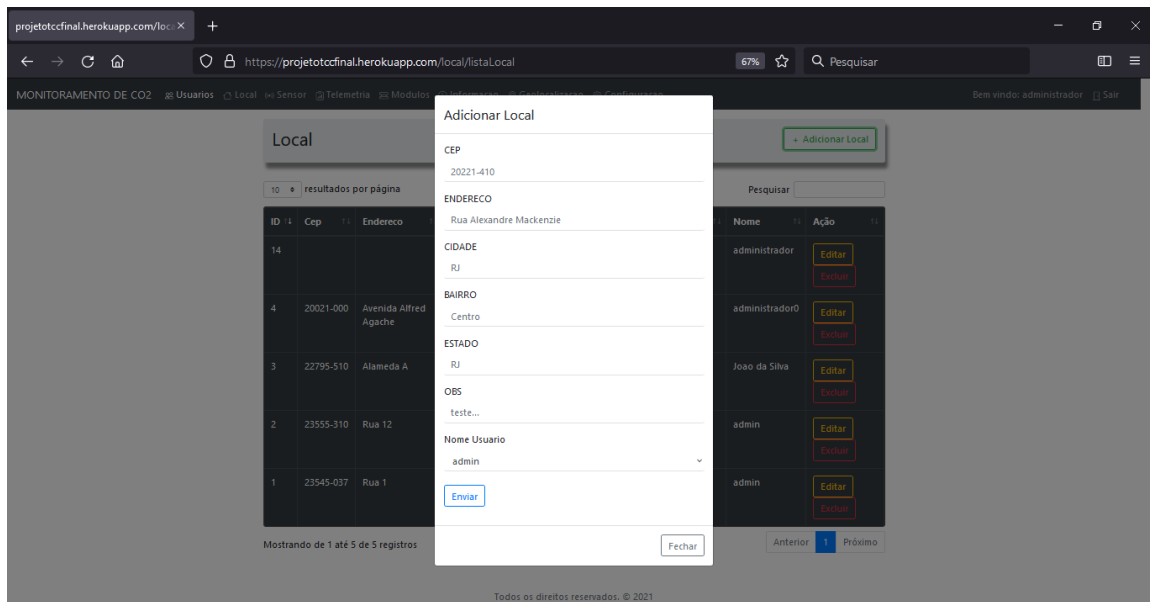 projetotccfinal.herokuapp.com/loca
https://projetotccfinal.herokuapp.com/local/listaLocal 67% Pesquisar
MONITORAMENTO DE CO2 Usuarios Local Sensor Telemetria Modulos Informacao Geolocalizacao Configuracao Bem vindo: administrador Sair
Local + Adicionar Local
10 resultados por página Pesquisar
ID Cep Endereco Nome Ação
14 administrador Editar Excluir
4 20021-000 Avenida Alfred Agache administrador0 Editar Excluir
3 22795-510 Alameda A Joao da Silva Editar Excluir
2 23555-310 Rua 12 admin Editar Excluir
1 23545-037 Rua 1 admin Editar Excluir
Mostrando de 1 até 5 de 5 registros Anterior 1 Próximo
Adicionar Local
CEP
20221-410
ENDERECO
Rua Alexandre Mackenzie
CIDADE
RJ
BAIRRO
Centro
ESTADO
RJ
OBS
teste...
Nome Usuario
admin
Enviar
Fechar
Todos os direitos reservados. © 2021